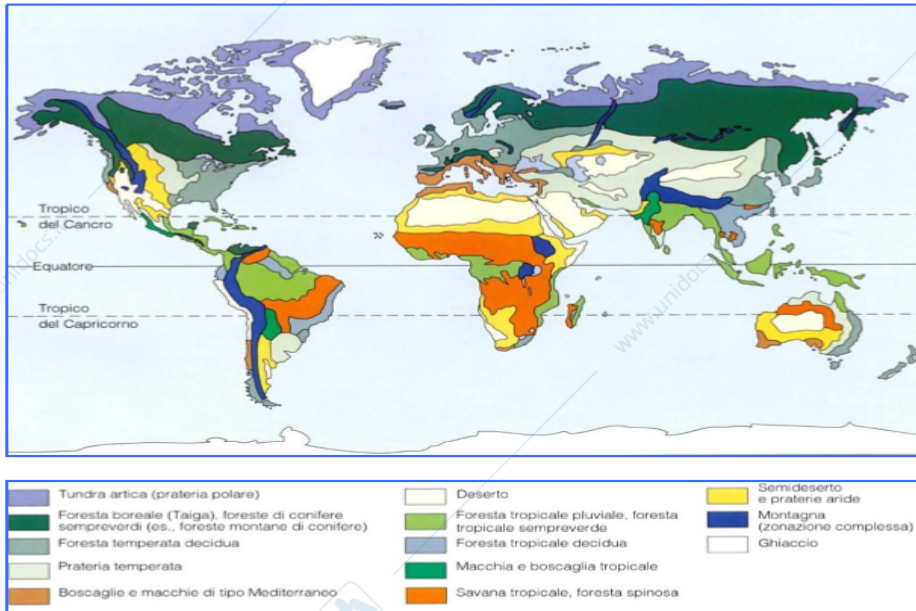 Tropico
del Cancro
Equatore
Tropico
del Capricorno
Tundra artica (prateria polare)
Foresta boreale (Taiga), foreste di conifere
sempreverdi (es., foreste montane di conifere)
Foresta temperata decidua
Prateria temperata
Boscaglie e macchie di tipo Mediterraneo
Deserto
Foresta tropicale pluviale, foresta
tropicale sempreverde
Foresta tropicale decidua
Macchia e boscaglia tropicale
Savana tropicale, foresta spinosa
Semideserto
e praterie aride
Montagna
(zonazione complessa)
Ghiaccio